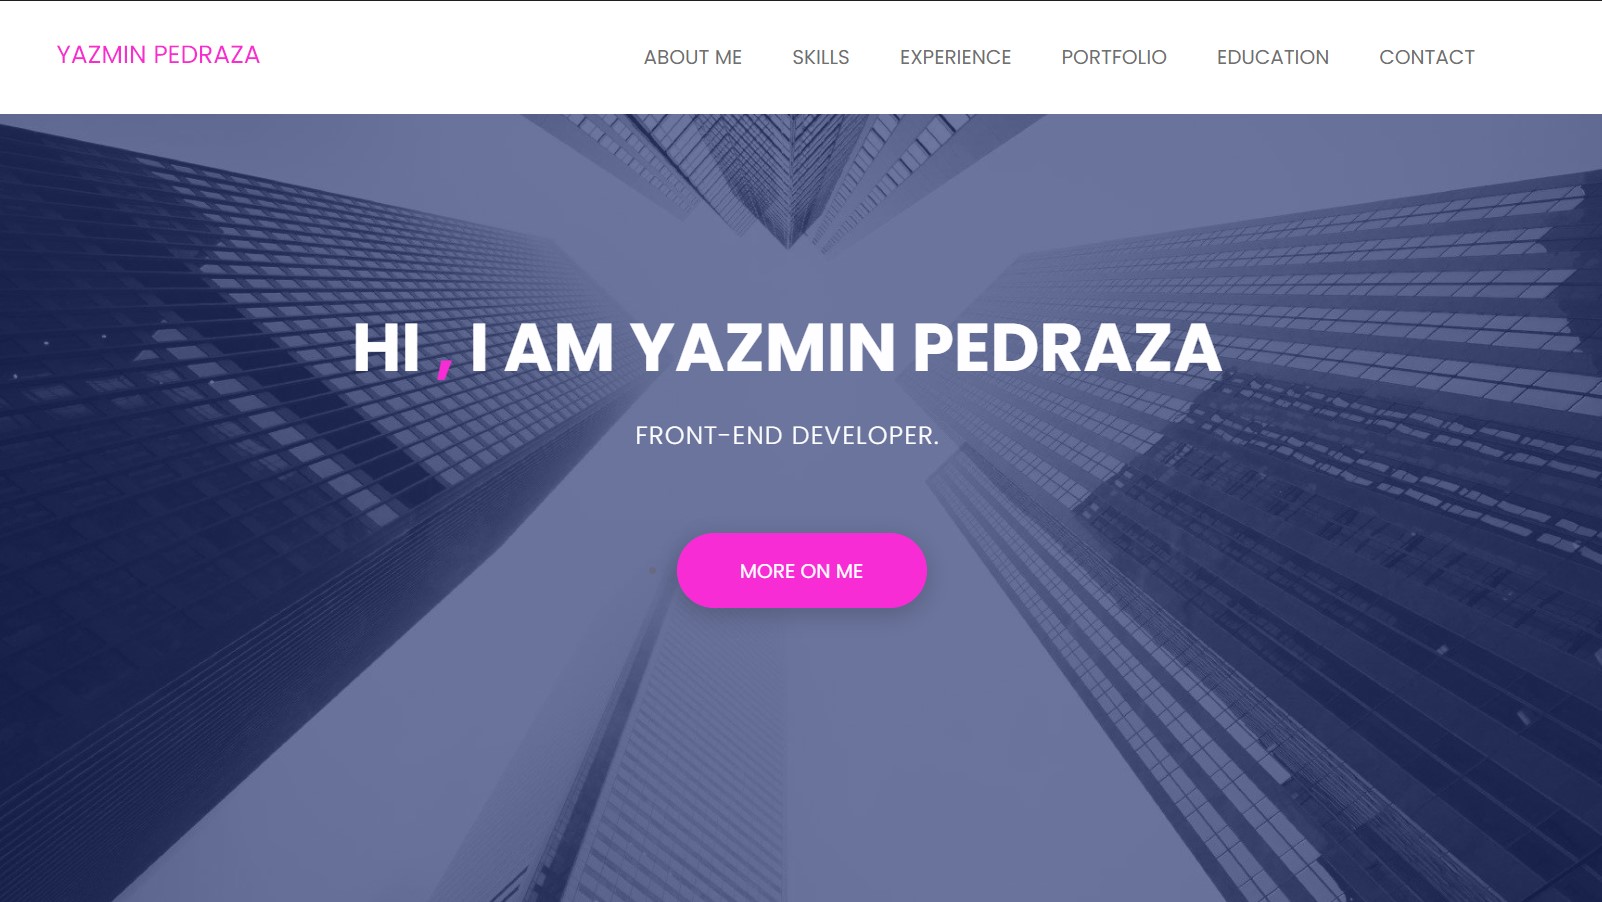 YAZMIN PEDRAZA
ABOUT ME SKILLS EXPERIENCE PORTFOLIO EDUCATION CONTACT
HI , I AM YAZMIN PEDRAZA
FRONT-END DEVELOPER.
MORE ON ME